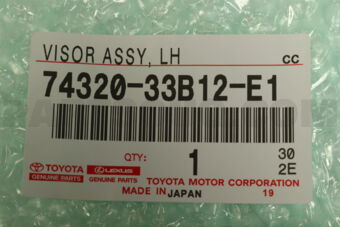 VISOR ASSY, LH
CC
74320-33B12-E1
QTY:
1
30
2E
TOYOTA
GENUINE PARTS
LEXUS
GENUINE PARTS
TOYOTA MOTOR CORPORATION
MADE IN JAPAN
19